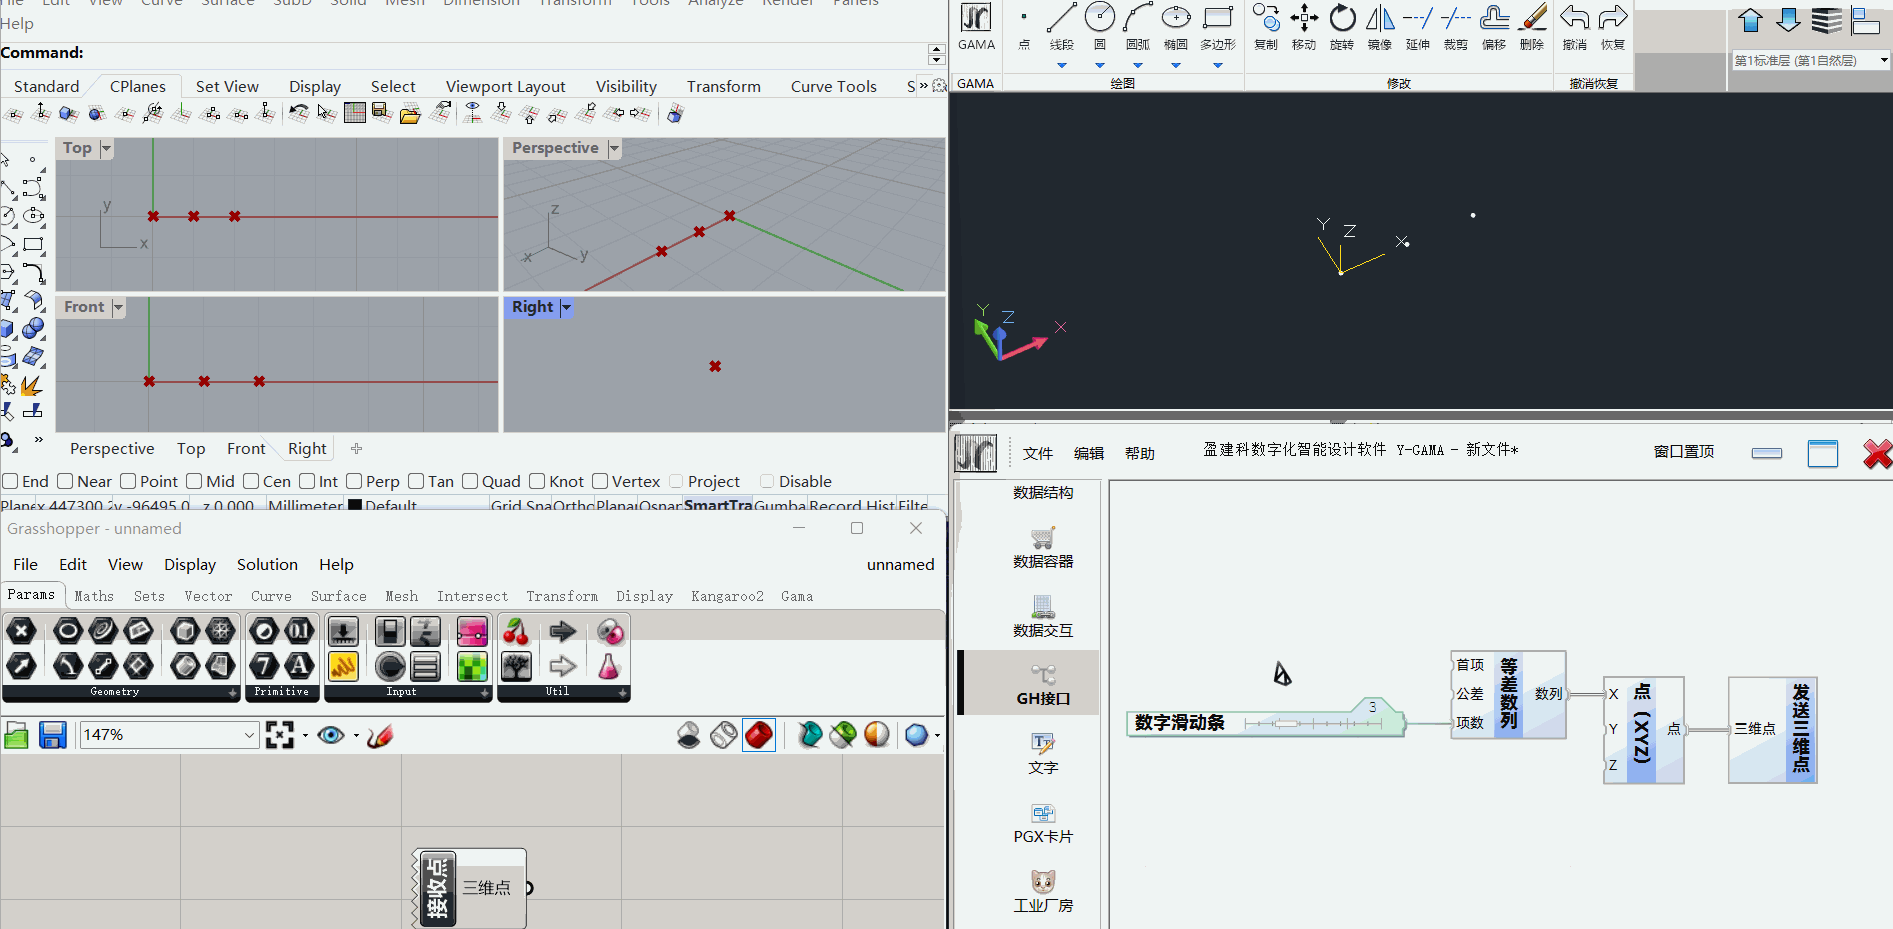 File Edit View Curve Surface SubD Solid Mesh Dimension Transform Tools Analyze Render Panels
Help
Command:
Standard CPlanes Set View Display Select Viewport Layout Visibility Transform Curve Tools S »
Top
y
x
Perspective
z
x
y
Front
Right
»
Perspective Top Front Right
End Near Point Mid Cen Int Perp Tan Quad Knot Vertex Project Disable
x 447300.2 y -96495.0 z 0.000 Millimeter Default Grid Sna Ortho Plana Osnap SmartTra Gumba Record Hist Filte
Grasshopper - unnamed
File Edit View Display Solution Help unnamed
Params Maths Sets Vector Curve Surface Mesh Intersect Transform Display Kangaroo2 Gama
Geometry Primitive Input Util
147%
接收点
三维点
GAMA 点 线段 圆 圆弧 椭圆 多边形 复制 移动 旋转 镜像 延伸 裁剪 偏移 删除 撤消 恢复
GAMA 绘图 修改 撤消恢复
第1标准层 (第1自然层)
Y
Z
X
Y
Z
X
文件 编辑 帮助 盈建科数字化智能设计软件 Y-GAMA - 新文件* 窗口置顶
数据结构
数据容器
数据交互
GH接口
文字
PGX卡片
工业厂房
数字滑动条
3
首项
公差
项数
等差数列
数列
X
Y
Z
点 (XYZ)
点
三维点
发送三维点